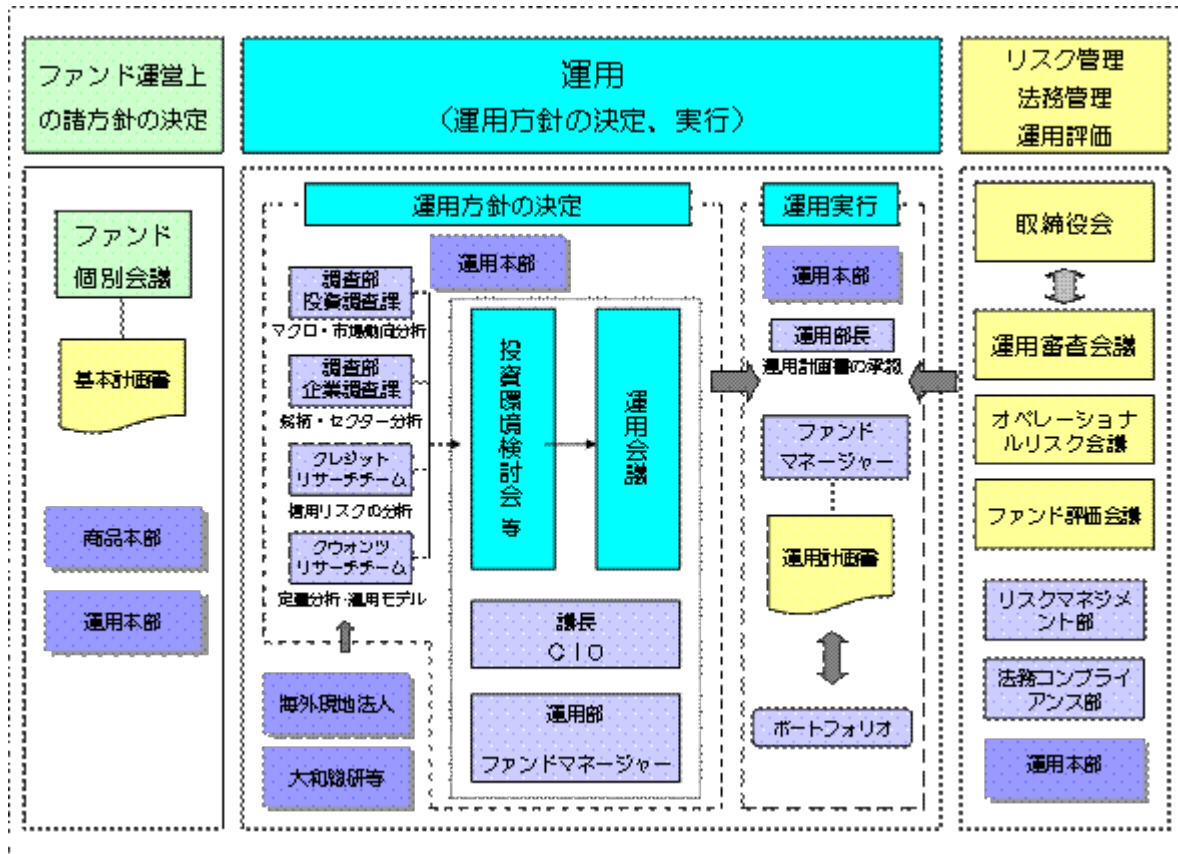 ファンド運営上
の諸方針の決定
運用
（運用方針の決定、実行）
リスク管理
法務管理
運用評価
ファンド
個別会議
基本計画書
商品本部
運用本部
運用方針の決定
運用本部
調査部
投資調査課
マクロ・市場動向分析
調査部
企業調査課
銘柄・セクター分析
クレジット
リサーチチーム
信用リスクの分析
クウォンツ
リサーチチーム
定量分析・運用モデル
海外現地法人
大和総研等
投資環境検討会 等
運用会議
議長
CIO
運用部
ファンドマネージャー
運用実行
運用本部
運用部長
運用計画書の承認
ファンド
マネージャー
運用計画書
ポートフォリオ
取締役会
運用審査会議
オペレーショナ
ルリスク会議
ファンド評価会議
リスクマネジメ
ント部
法務コンプライ
アンス部
運用本部